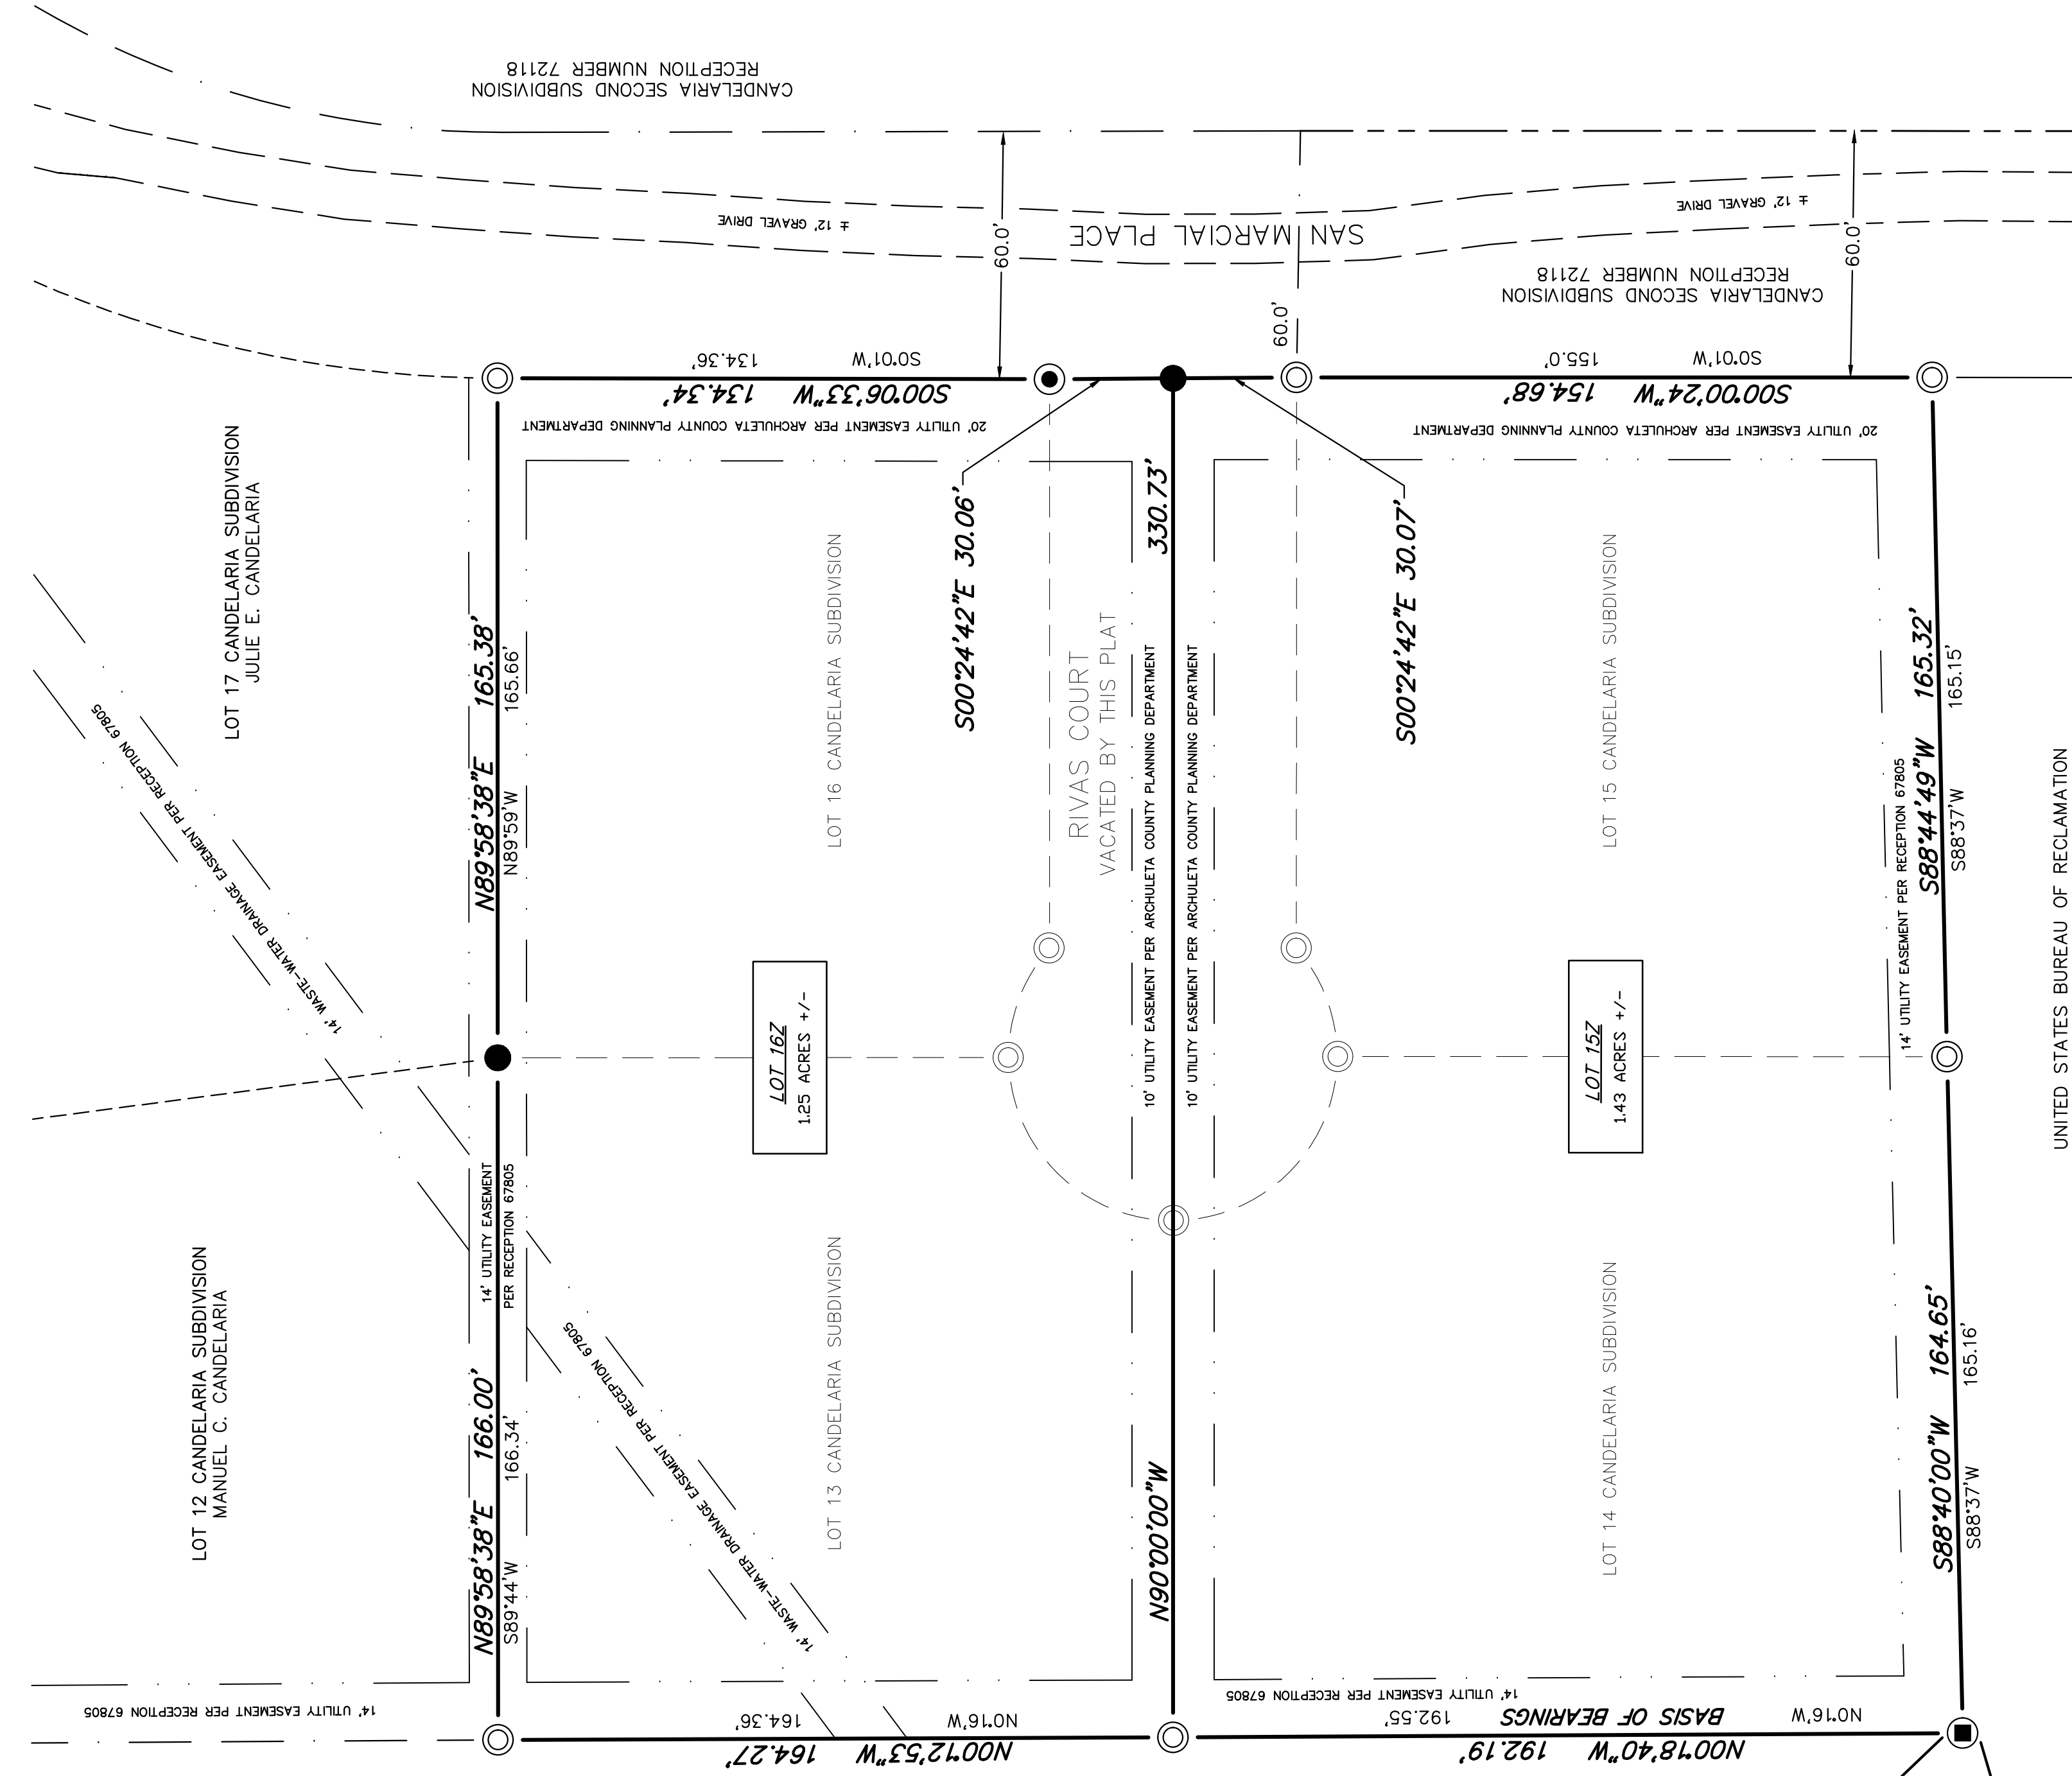 CANDELARIA SECOND SUBDIVISION
RECEPTION NUMBER 72118
± 12' GRAVEL DRIVE
± 12' GRAVEL DRIVE
SAN MARCIAL PLACE
60.0'
60.0'
60.0'
CANDELARIA SECOND SUBDIVISION
RECEPTION NUMBER 72118
S0°01'W 134.36'
S00°06'33"W 134.34'
S0°01'W 155.0'
S00°00'24"W 154.68'
20' UTILITY EASEMENT PER ARCHULETA COUNTY PLANNING DEPARTMENT
20' UTILITY EASEMENT PER ARCHULETA COUNTY PLANNING DEPARTMENT
LOT 17 CANDELARIA SUBDIVISION
JULIE E. CANDELARIA
14' WASTE-WATER DRAINAGE EASEMENT PER RECEPTION 67805
N89°58'38"E 165.38'
N89°59'W 165.66'
LOT 16 CANDELARIA SUBDIVISION
S00°24'42"E 30.06'
RIVAS COURT
VACATED BY THIS PLAT
330.73'
10' UTILITY EASEMENT PER ARCHULETA COUNTY PLANNING DEPARTMENT
10' UTILITY EASEMENT PER ARCHULETA COUNTY PLANNING DEPARTMENT
S00°24'42"E 30.07'
LOT 15 CANDELARIA SUBDIVISION
14' UTILITY EASEMENT PER RECEPTION 67805
S88°44'49"W 165.32'
S88°37'W 165.15'
UNITED STATES BUREAU OF RECLAMATION
LOT 16Z
1.25 ACRES +/-
LOT 15Z
1.43 ACRES +/-
LOT 12 CANDELARIA SUBDIVISION
MANUEL C. CANDELARIA
14' UTILITY EASEMENT
PER RECEPTION 67805
N89°58'38"E 166.00'
S89°44'W 166.34'
14' WASTE-WATER DRAINAGE EASEMENT PER RECEPTION 67805
LOT 13 CANDELARIA SUBDIVISION
N90°00'00"W
LOT 14 CANDELARIA SUBDIVISION
S88°40'00"W 164.65'
S88°37'W 165.16'
14' UTILITY EASEMENT PER RECEPTION 67805
14' UTILITY EASEMENT PER RECEPTION 67805
N0°16'W 164.36'
N00°12'53"W 164.27'
N0°16'W BASIS OF BEARINGS 192.55'
N00°18'40"W 192.19'